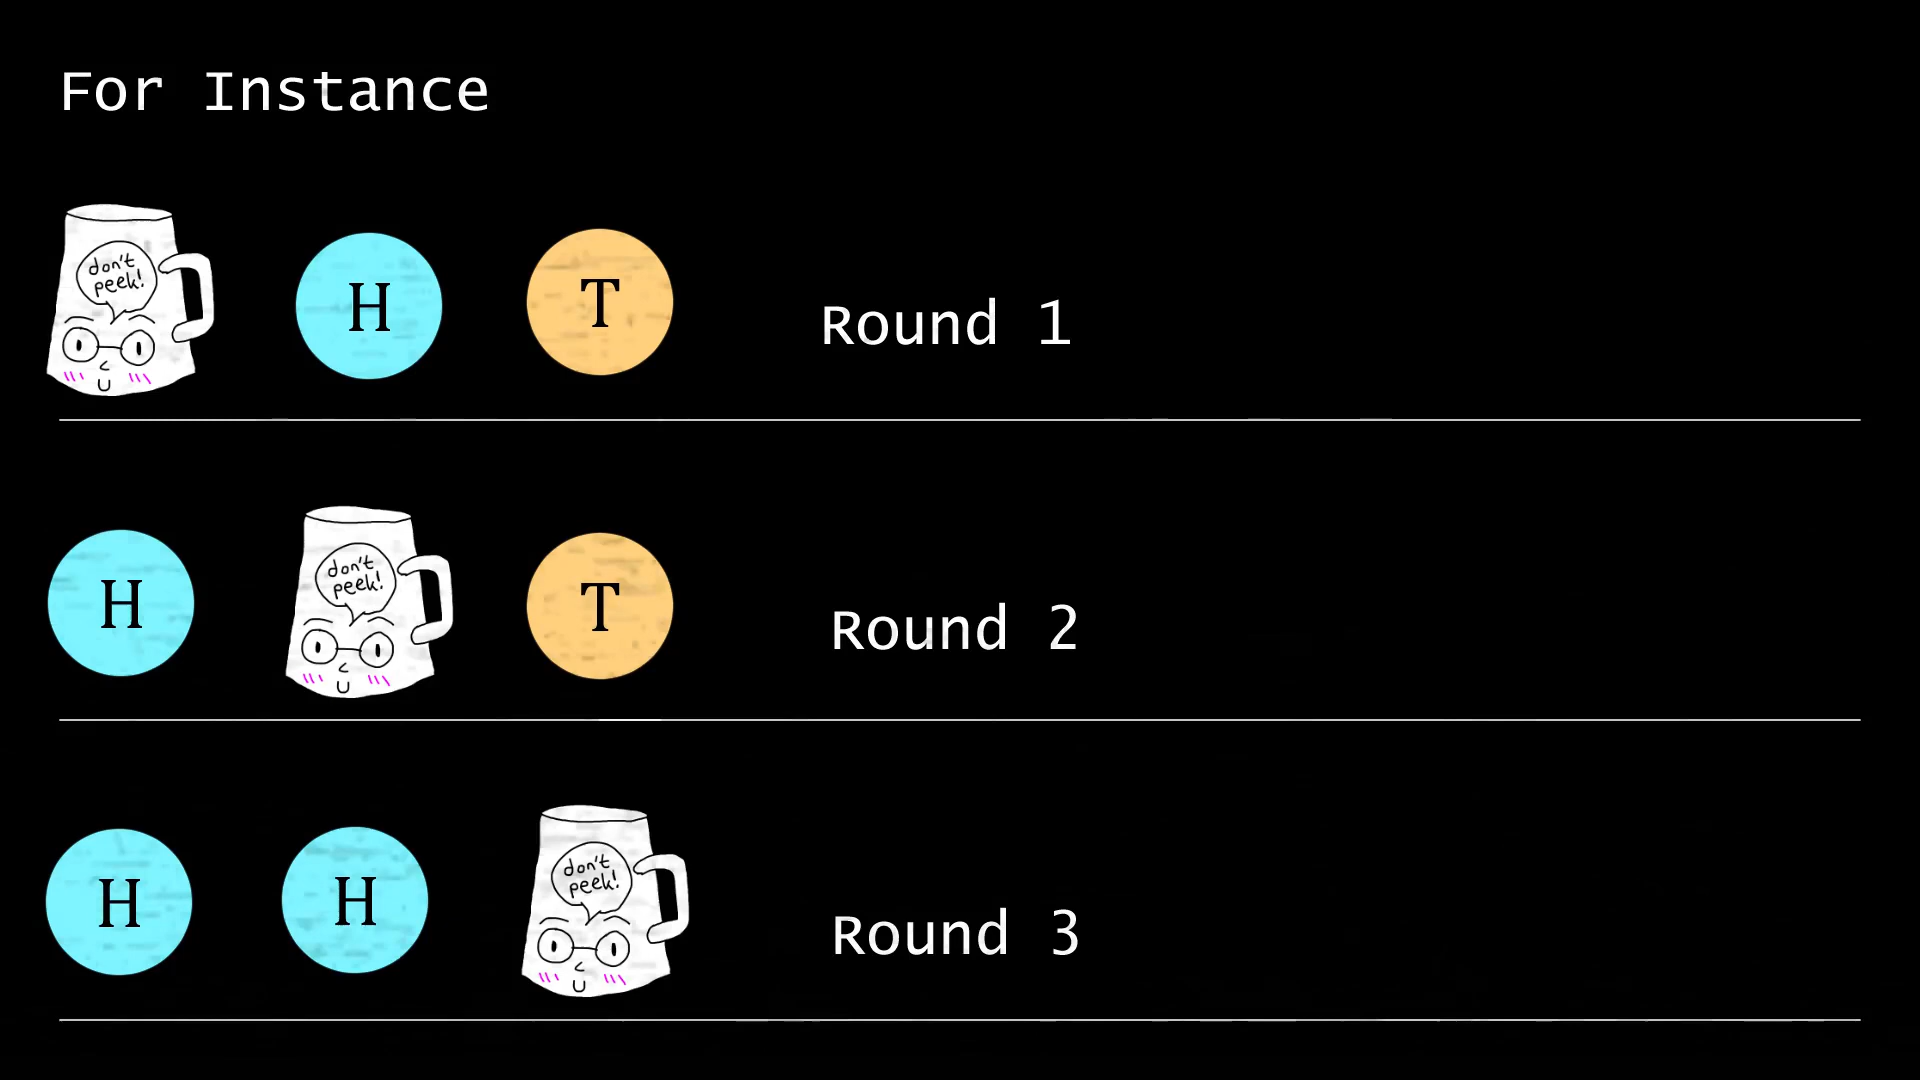 For Instance
don't
peek!
H
T
Round 1
H
don't
peek!
T
Round 2
H
H
don't
peek!
Round 3